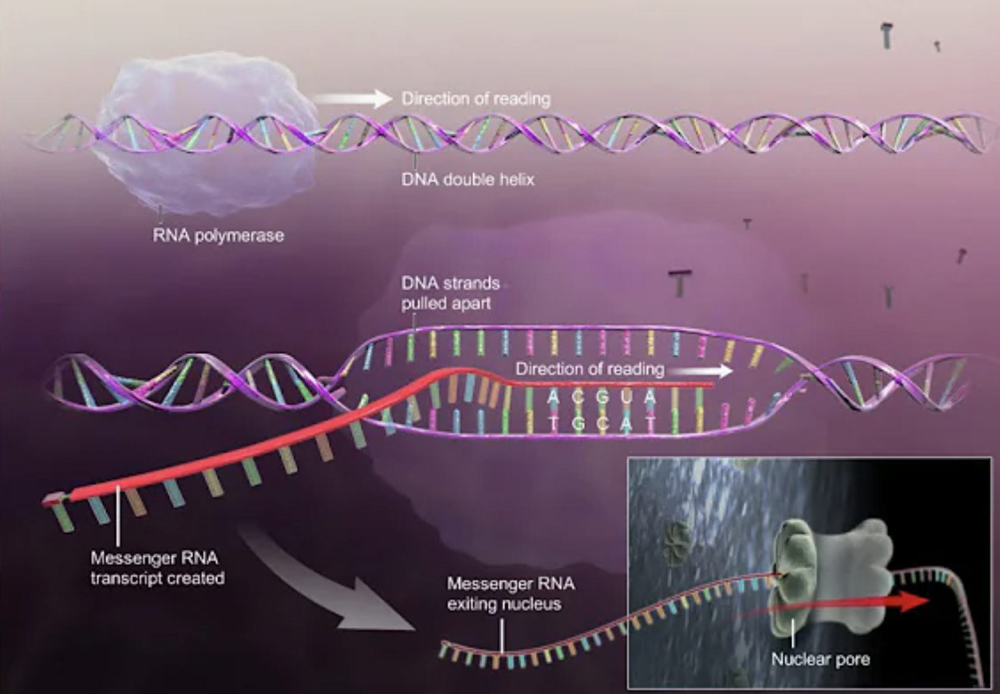 Direction of reading
DNA double helix
RNA polymerase
DNA strands
pulled apart
Direction of reading
A C G U A
T G C A T
Messenger RNA
transcript created
Messenger RNA
exiting nucleus
Nuclear pore